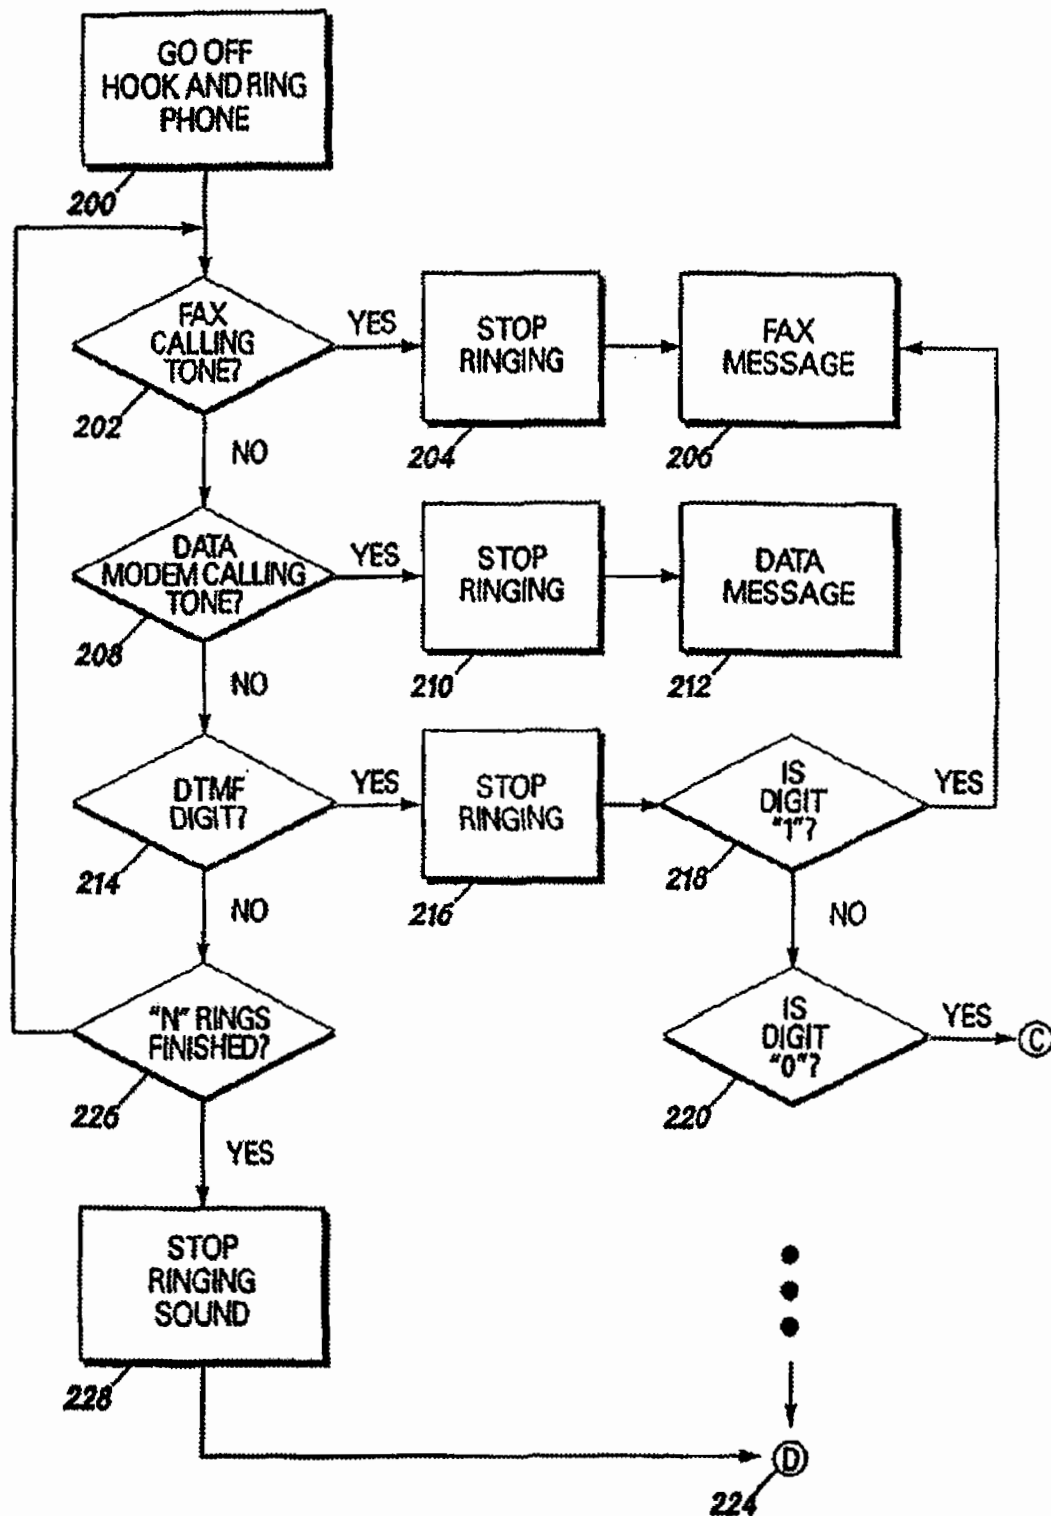 GO OFF
HOOK AND RING
PHONE
200
FAX
CALLING
TONE?
202
YES
STOP
RINGING
204
FAX
MESSAGE
206
NO
DATA
MODEM CALLING
TONE?
208
YES
STOP
RINGING
210
DATA
MESSAGE
212
NO
DTMF
DIGIT?
214
YES
STOP
RINGING
216
IS
DIGIT
"1"?
218
YES
NO
NO
"N" RINGS
FINISHED?
226
IS
DIGIT
"0"?
220
YES
C
YES
STOP
RINGING
SOUND
228
D
224